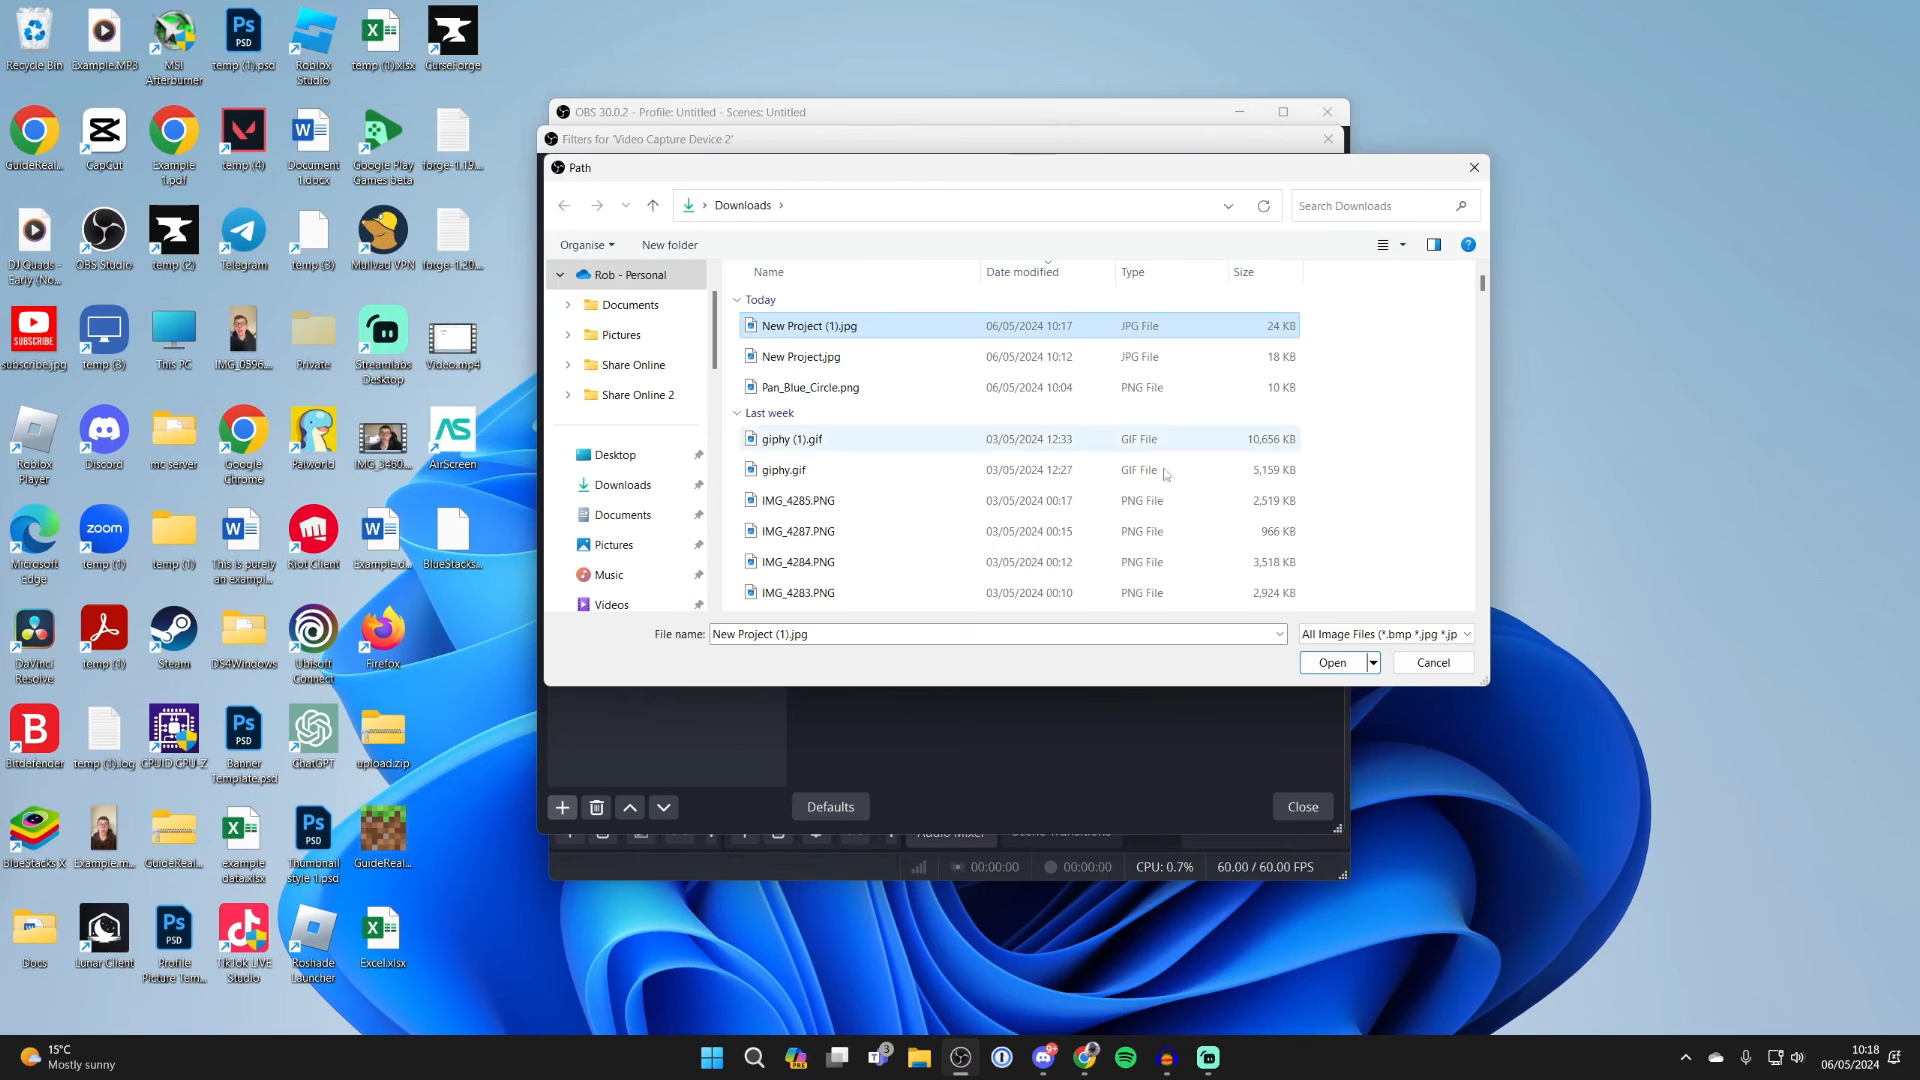 Recycle Bin
Example.MP3
MSI
Afterburner
temp (1).psd
Roblox
Studio
temp (1).xlsx
CurseForge
GuideReal...
CapCut
Example
1.pdf
temp (4)
Document
1.docx
Google Play
Games beta
forge-1.19...
DJ Quads -
Early (No...
OBS Studio
temp (2)
Telegram
temp (3)
Mullvad VPN
forge-1.20...
SUBSCRIBE
subscribe.jpg
temp (3)
This PC
IMG_0596...
Private
Streamlabs
Desktop
Video.mp4
Roblox
Player
Discord
mc server
Google
Chrome
Palworld
IMG_3460...
AirScreen
zoom
Microsoft
Edge
temp (1)
temp (1)
This is purely
an exampl...
Riot Client
Example.d...
BlueStacks...
DaVinci
Resolve
temp (1)
Steam
DS4Windows
Ubisoft
Connect
Firefox
Bitdefender
temp (1).log
CPUID CPU-Z
Banner
Template.psd
ChatGPT
upload.zip
BlueStacks X
Example.m...
GuideReal...
example
data.xlsx
Thumbnail
style 1.psd
GuideReal...
Docs
Lunar Client
Profile
Picture Tem...
TikTok LIVE
Studio
Roshade
Launcher
Excel.xlsx
OBS 30.0.2 - Profile: Untitled - Scenes: Untitled
Filters for 'Video Capture Device 2'
Path
Downloads
Search Downloads
Organise
New folder
Rob - Personal
Documents
Pictures
Share Online
Share Online 2
Desktop
Downloads
Documents
Pictures
Music
Videos
Name Date modified Type Size
Today
New Project (1).jpg 06/05/2024 10:17 JPG File 24 KB
New Project.jpg 06/05/2024 10:12 JPG File 18 KB
Pan_Blue_Circle.png 06/05/2024 10:04 PNG File 10 KB
Last week
giphy (1).gif 03/05/2024 12:33 GIF File 10,656 KB
giphy.gif 03/05/2024 12:27 GIF File 5,159 KB
IMG_4285.PNG 03/05/2024 00:17 PNG File 2,519 KB
IMG_4287.PNG 03/05/2024 00:15 PNG File 966 KB
IMG_4284.PNG 03/05/2024 00:12 PNG File 3,518 KB
IMG_4283.PNG 03/05/2024 00:10 PNG File 2,924 KB
File name: New Project (1).jpg All Image Files (*.bmp *.jpg *.jp
Open Cancel
Defaults
Close
Audio Mixer Scene Transitions
00:00:00 00:00:00 CPU: 0.7% 60.00 / 60.00 FPS
15°C
Mostly sunny
PRE
3
9+
10:18
06/05/2024